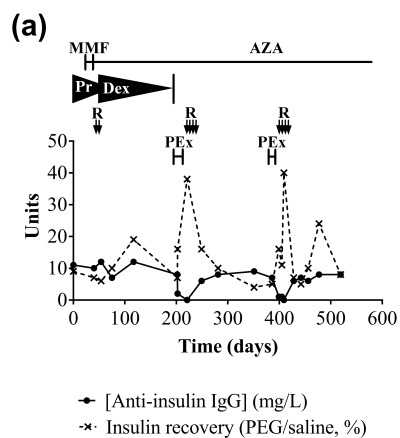 (a)
MMF AZA
Pr Dex
R R R
PEx PEx
50
40
30
20
10
0
Units
0 100 200 300 400 500 600
Time (days)
[Anti-insulin IgG] (mg/L)
Insulin recovery (PEG/saline, %)